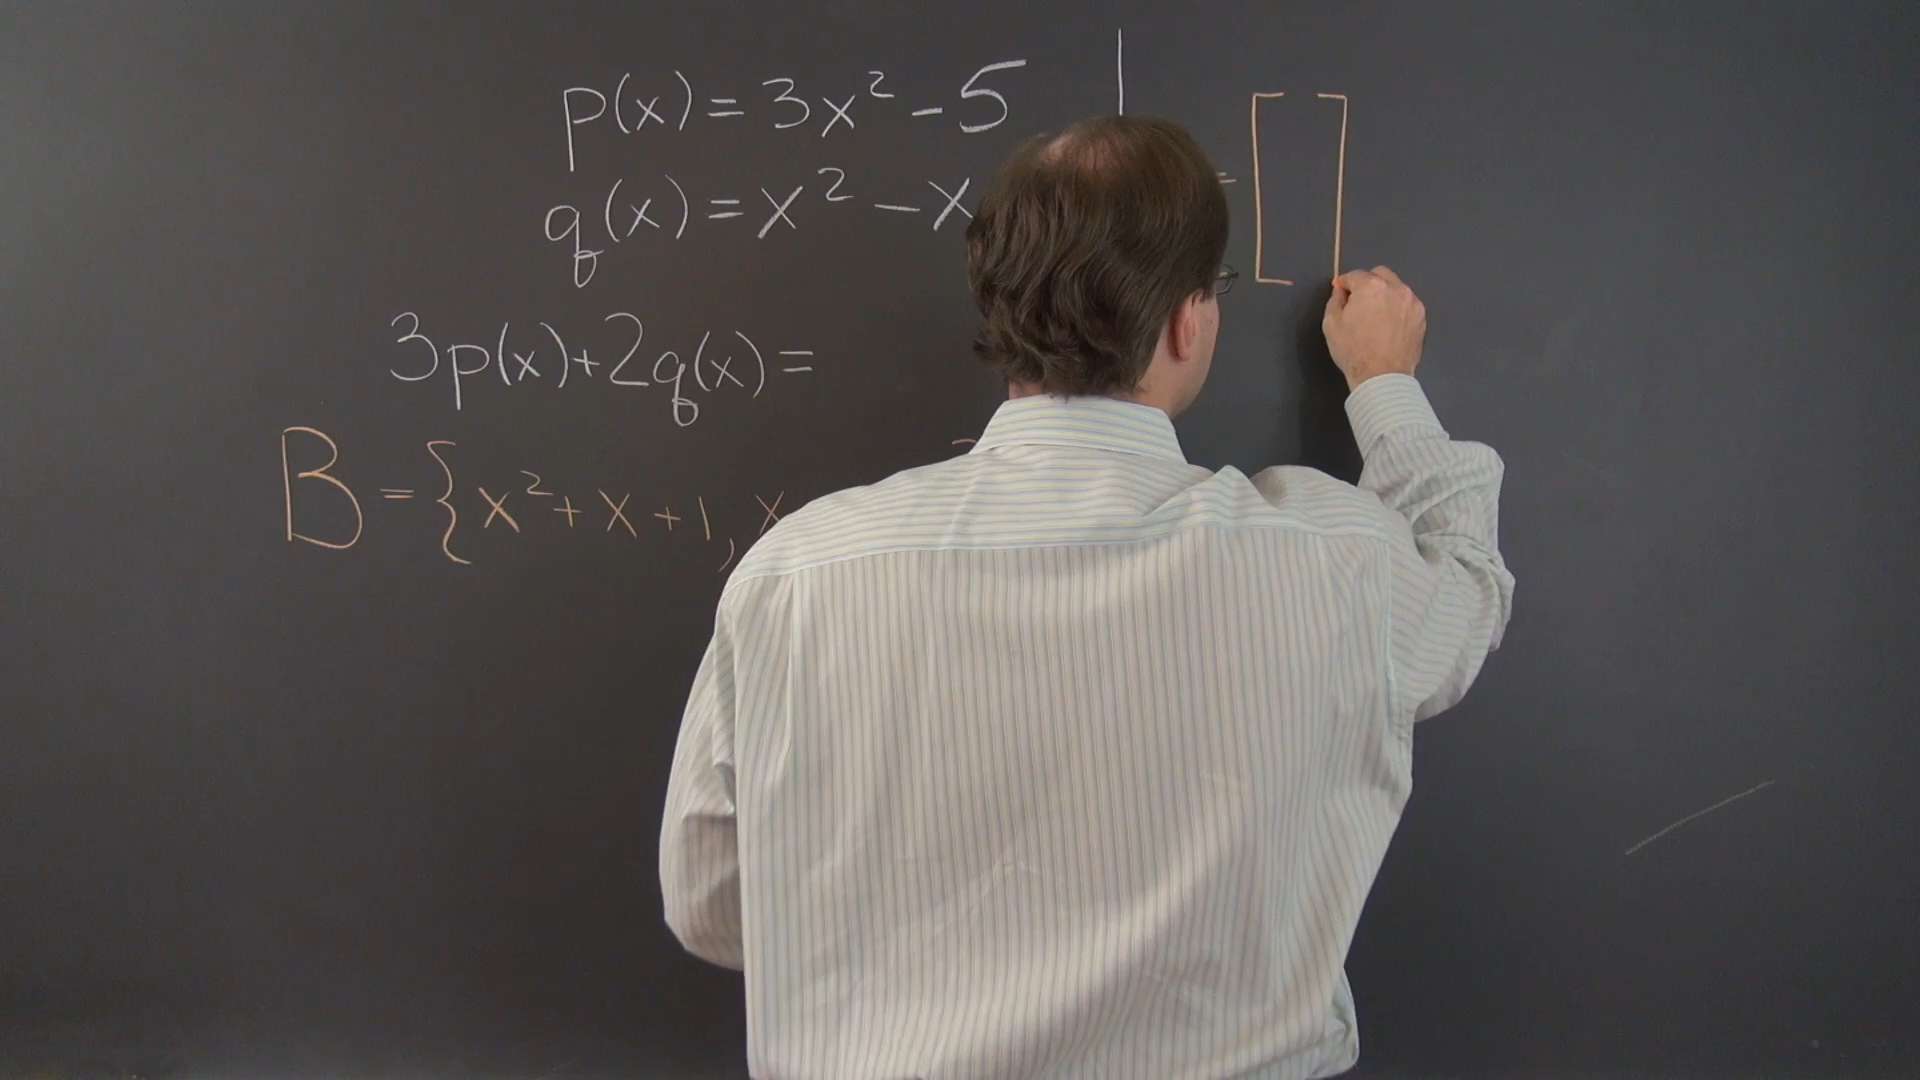 p(x) = 3x² - 5
q(x) = x² - x
=
3p(x)+2q(x) =
B = {x² + x + 1, x